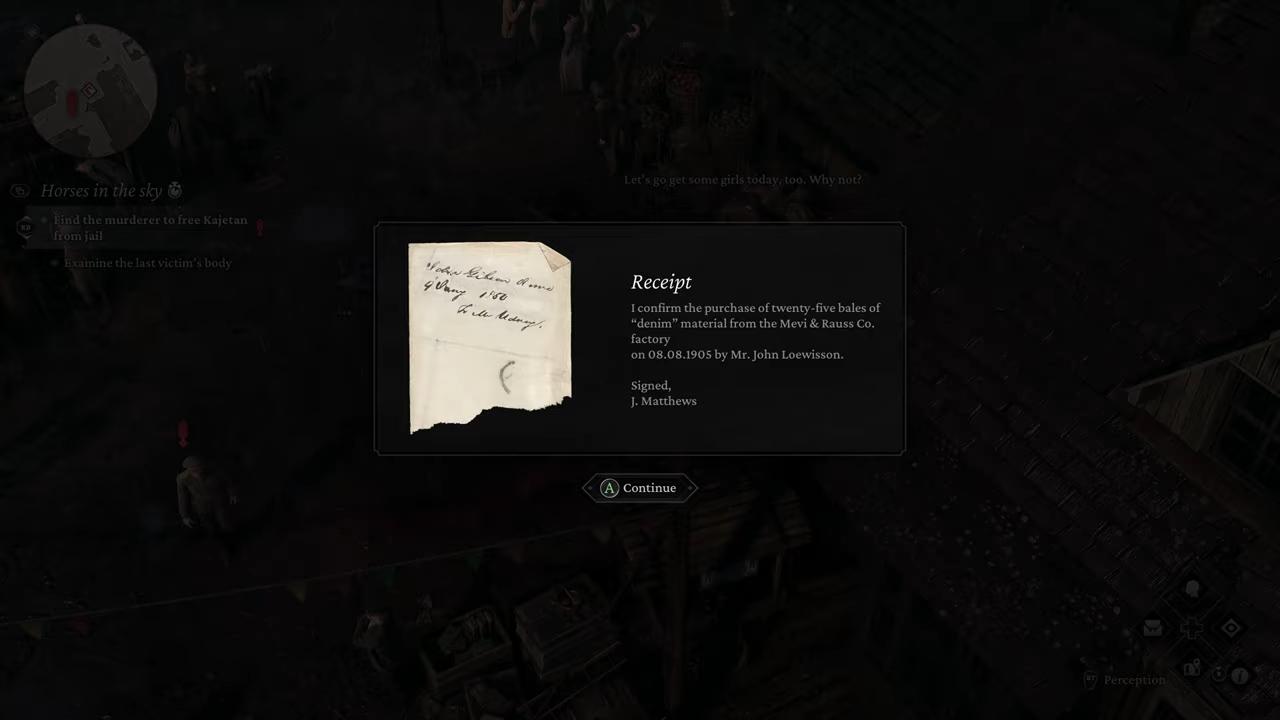 Horses in the sky
Find the murderer to free Kajetan
from jail
Examine the last victim's body
Let's go get some girls today, too. Why not?
Receipt
I confirm the purchase of twenty-five bales of
“denim” material from the Mevi & Rauss Co.
factory
on 08.08.1905 by Mr. John Loewisson.
Signed,
J. Matthews
A Continue
RT Perception